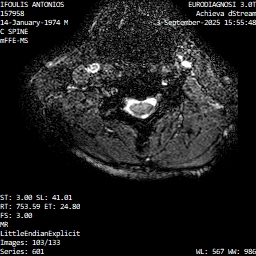 IFOULIS ANTONIOS
157958
14-January-1974 M
C SPINE
mFFE-MS
EURODIAGNOSI 3.0T
Achieva dStream
3-September-2025 15:55:48
ST: 3.00 SL: 41.01
RT: 753.59 ET: 24.80
FS: 3.00
MR
LittleEndianExplicit
Images: 103/133
Series: 601
WL: 567 WW: 986